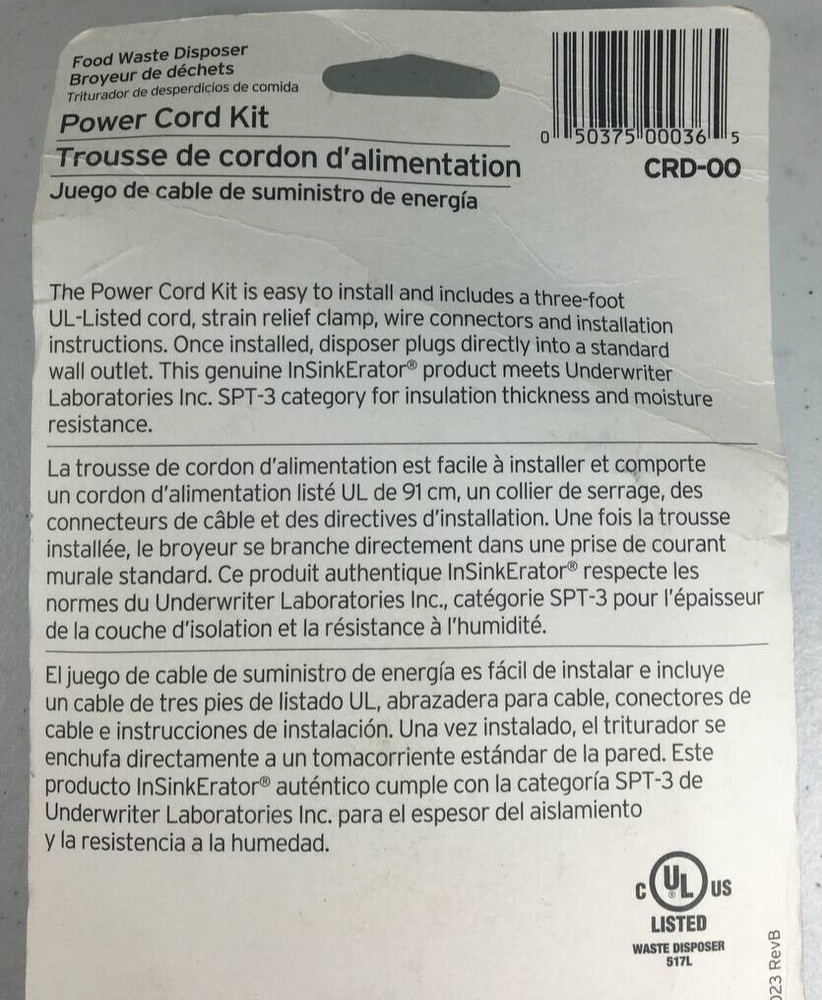 Food Waste Disposer
Broyeur de déchets
Triturador de desperdicios de comida
Power Cord Kit
Trousse de cordon d'alimentation
Juego de cable de suministro de energía
0 50375 00036 5
CRD-00
The Power Cord Kit is easy to install and includes a three-foot
UL-Listed cord, strain relief clamp, wire connectors and installation
instructions. Once installed, disposer plugs directly into a standard
wall outlet. This genuine InSinkErator® product meets Underwriter
Laboratories Inc. SPT-3 category for insulation thickness and moisture
resistance.
La trousse de cordon d'alimentation est facile à installer et comporte
un cordon d'alimentation listé UL de 91 cm, un collier de serrage, des
connecteurs de câble et des directives d'installation. Une fois la trousse
installée, le broyeur se branche directement dans une prise de courant
murale standard. Ce produit authentique InSinkErator® respecte les
normes du Underwriter Laboratories Inc., catégorie SPT-3 pour l'épaisseur
de la couche d'isolation et la résistance à l'humidité.
El juego de cable de suministro de energía es fácil de instalar e incluye
un cable de tres pies de listado UL, abrazadera para cable, conectores de
cable e instrucciones de instalación. Una vez instalado, el triturador se
enchufa directamente a un tomacorriente estándar de la pared. Este
producto InSinkErator® auténtico cumple con la categoría SPT-3 de
Underwriter Laboratories Inc. para el espesor del aislamiento
y la resistencia a la humedad.
C UL® US
LISTED
WASTE DISPOSER
517L
023 RevB